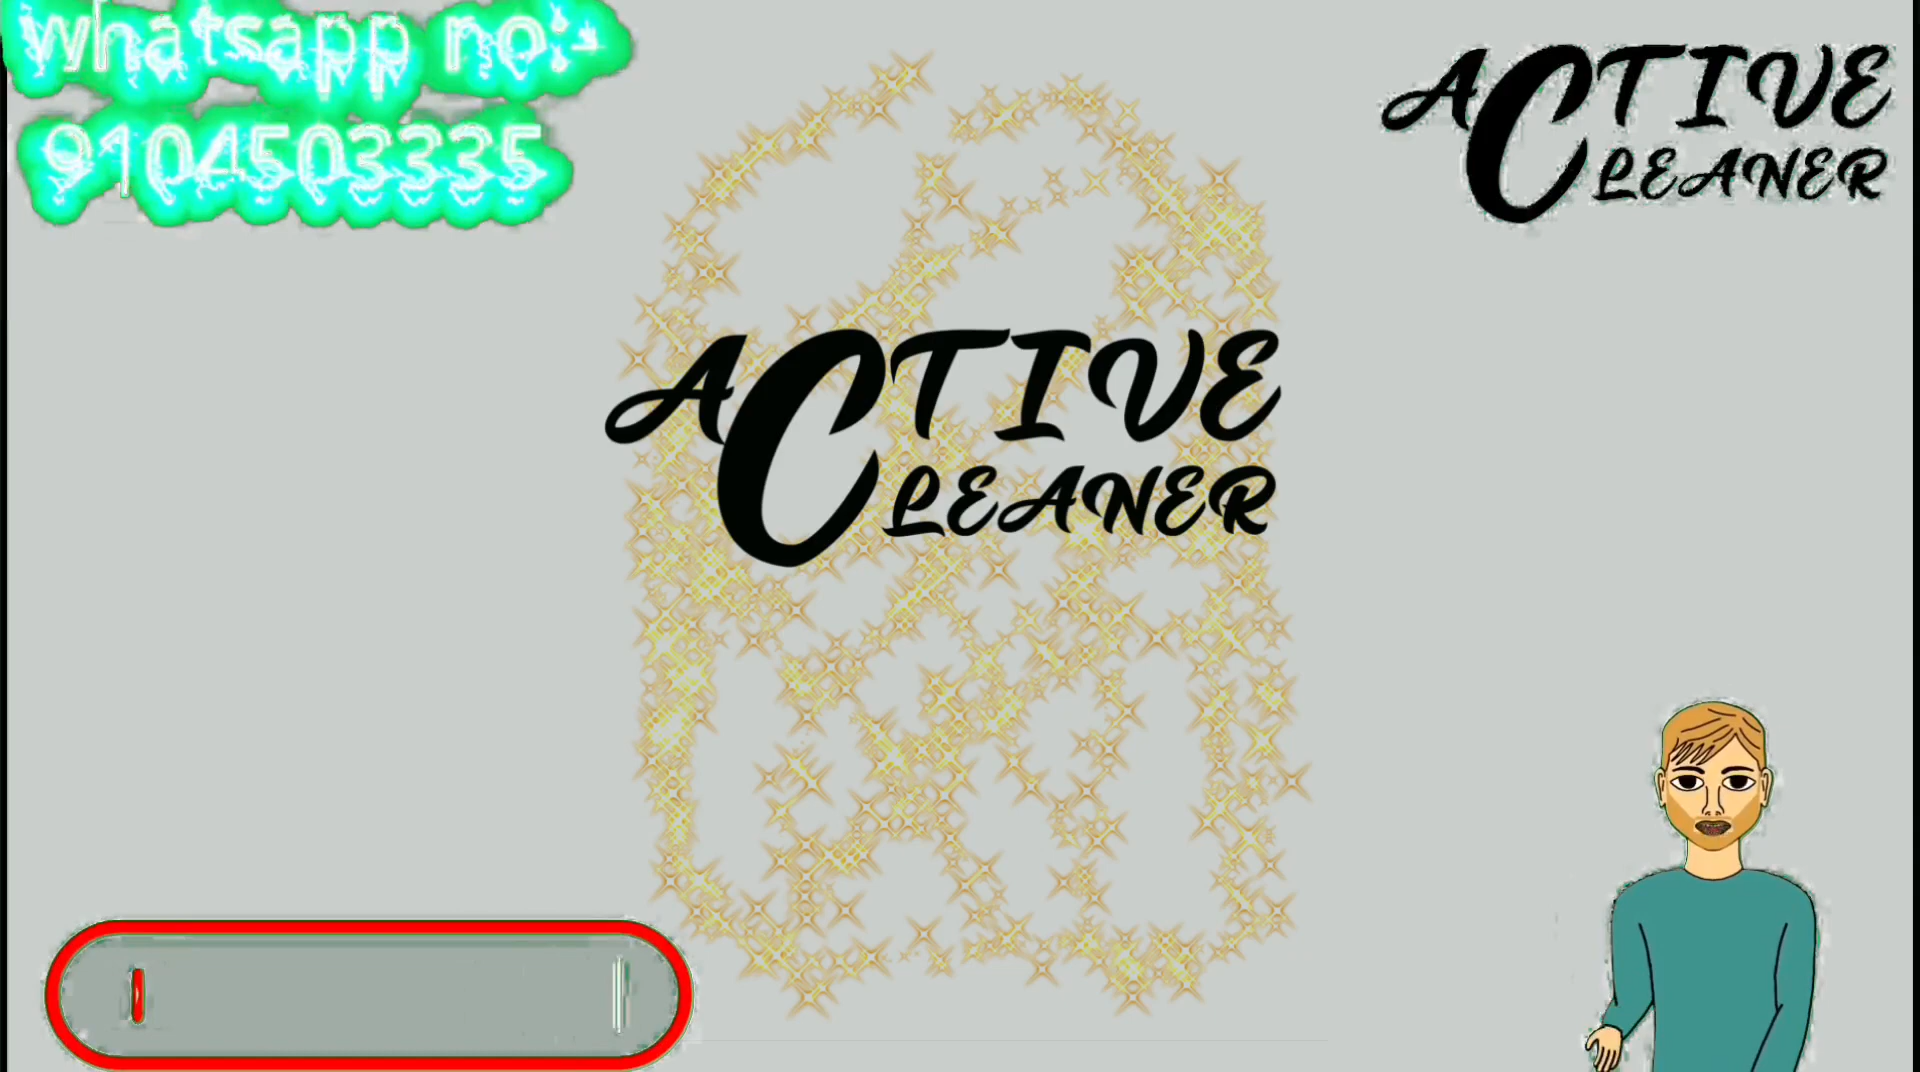 whatsapp no:-
9104503335
ACTIVE
CLEANER
ACTIVE
CLEANER